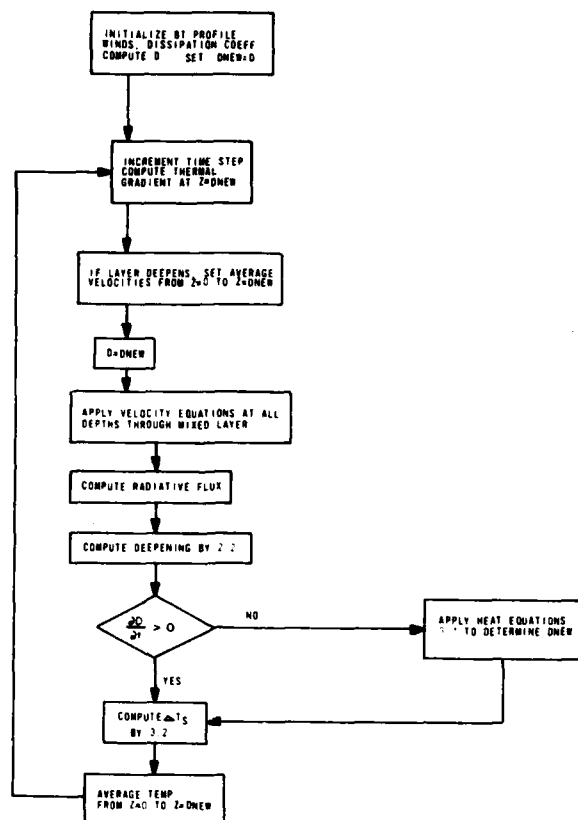 INITIALIZE BT PROFILE
WINDS, DISSIPATION COEFF
COMPUTE D SET DNEW=D
INCREMENT TIME STEP
COMPUTE THERMAL
GRADIENT AT Z=DNEW
IF LAYER DEEPENS, SET AVERAGE
VELOCITIES FROM Z=0 TO Z=DNEW
D=DNEW
APPLY VELOCITY EQUATIONS AT ALL
DEPTHS THROUGH MIXED LAYER
COMPUTE RADIATIVE FLUX
COMPUTE DEEPENING BY 2.2
∂D/∂t > 0
NO
APPLY HEAT EQUATIONS
TO DETERMINE DNEW
YES
COMPUTE ΔTS
BY 3.2
AVERAGE TEMP
FROM Z=0 TO Z=DNEW